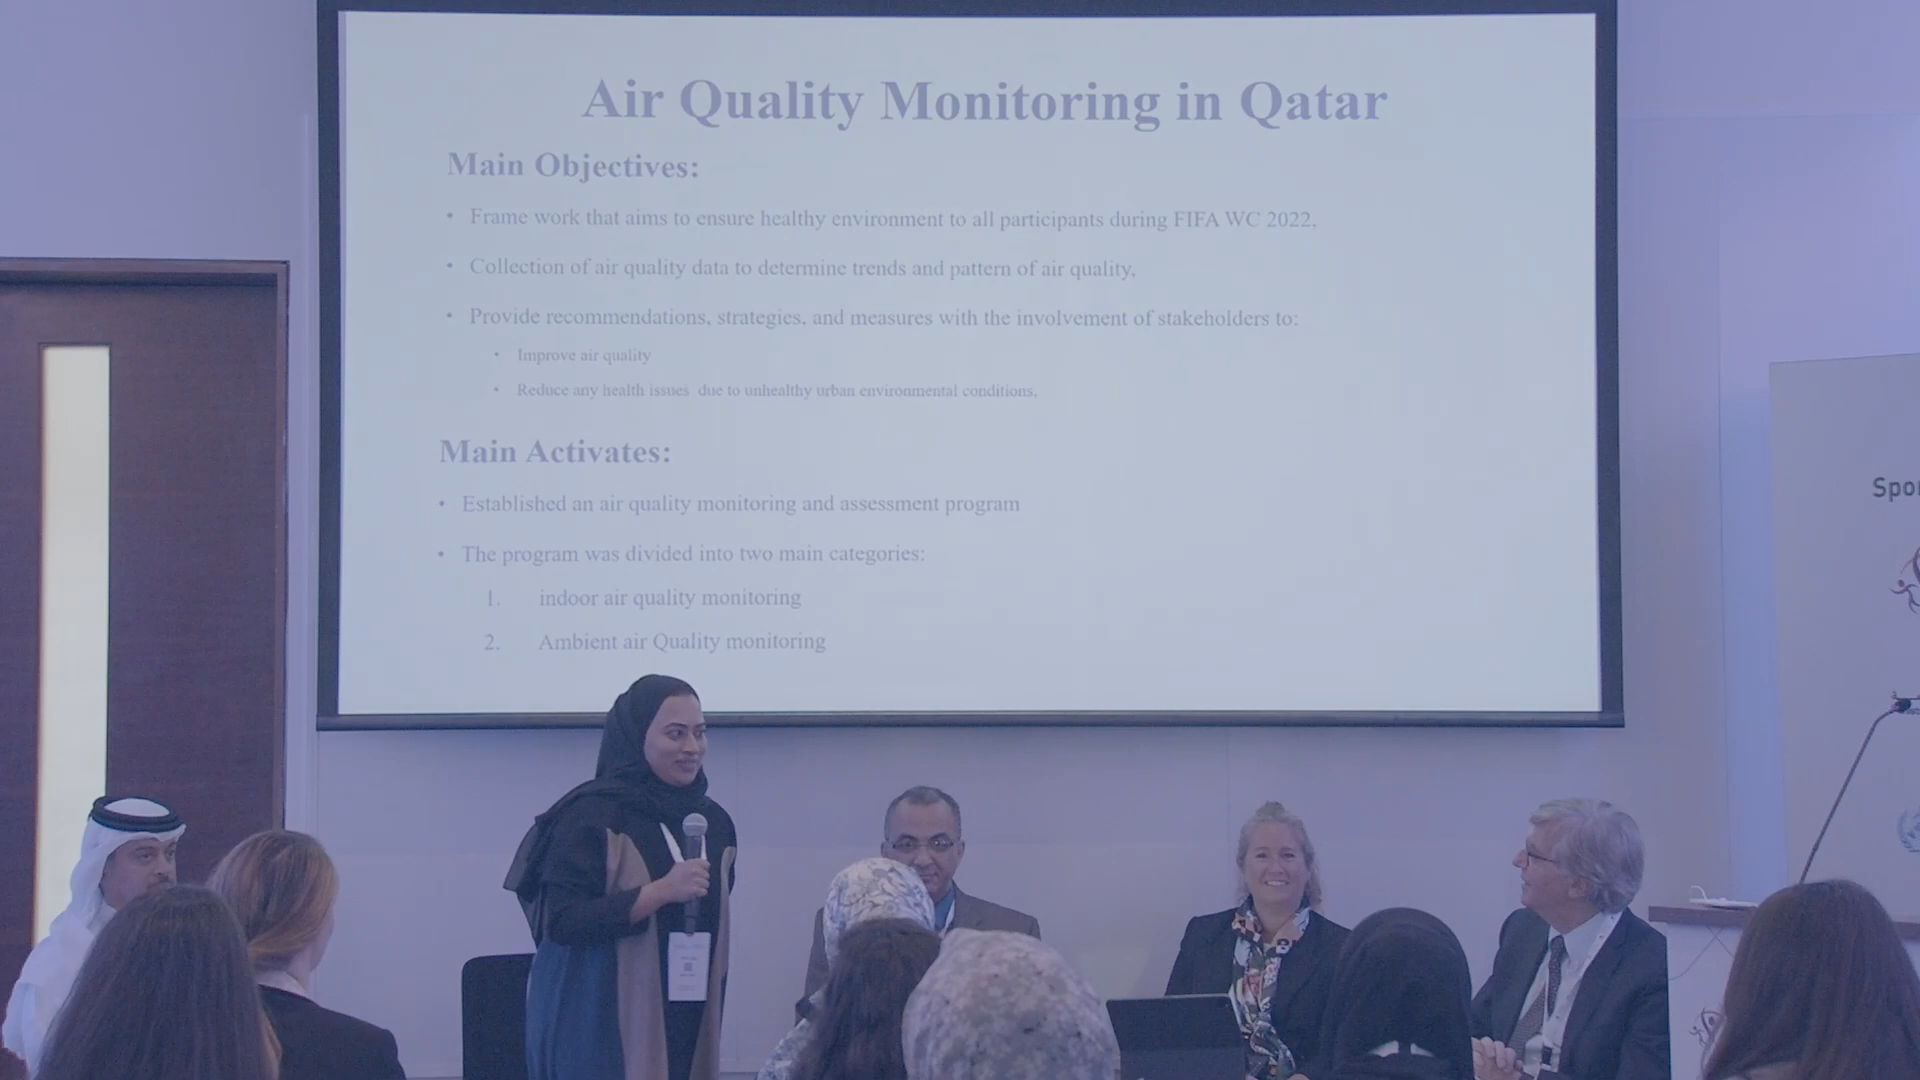 Air Quality Monitoring in Qatar
Main Objectives:
• Frame work that aims to ensure healthy environment to all participants during FIFA WC 2022,
• Collection of air quality data to determine trends and pattern of air quality,
• Provide recommendations, strategies, and measures with the involvement of stakeholders to:
• Improve air quality
• Reduce any health issues due to unhealthy urban environmental conditions,
Main Activates:
• Established an air quality monitoring and assessment program
• The program was divided into two main categories:
1. indoor air quality monitoring
2. Ambient air Quality monitoring
Spo